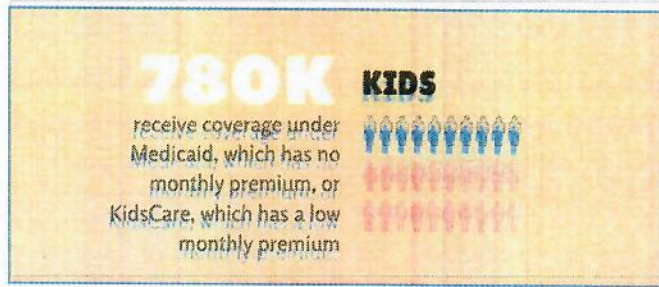 780K KIDS
receive coverage under
Medicaid, which has no
monthly premium, or
KidsCare, which has a low
monthly premium